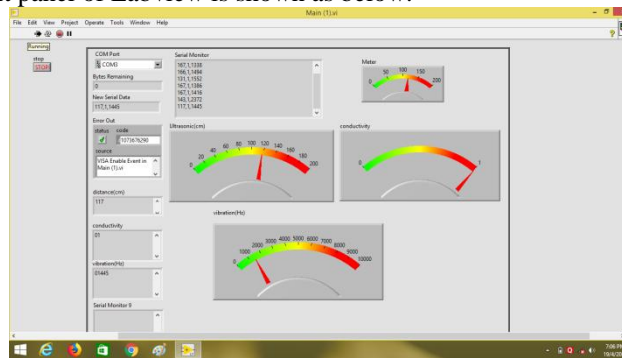 t panel of Labview is shown as below.
Main (1).vi
File Edit View Project Operate Tools Window Help
Running
stop
STOP
COM Port
COM3
Bytes Remaining
0
New Serial Data
117,1,1445
Error Out
status code
1073676290
source
VISA Enable Event in
Main (1).vi
distance(cm)
117
conductivity
01
vibration(Hz)
01445
Serial Monitor 9
Serial Monitor
167,1,1338
166,1,1494
131,1,1552
167,1,1386
167,1,1416
143,1,2372
117,1,1445
Meter
0 50 100 150 200
Ultrasonic(cm)
0 20 40 60 80 100 120 140 160 180 200
conductivity
0 1
vibration(Hz)
0 1000 2000 3000 4000 5000 6000 7000 8000 9000 10000
7:06 PM